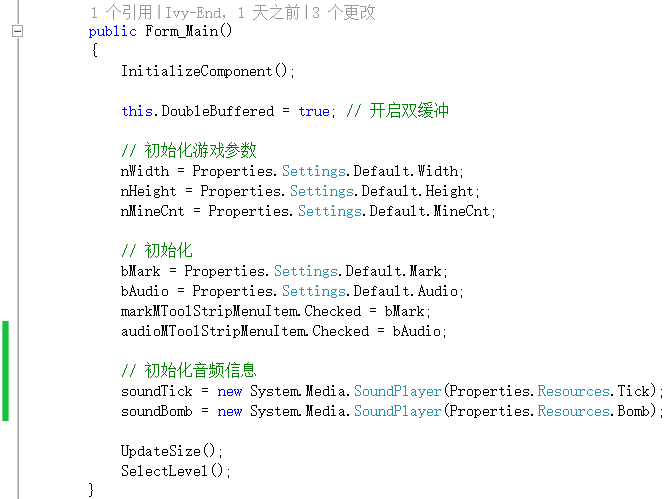 1 个引用|Ivy-End, 1 天之前|3 个更改
public Form_Main()
{
InitializeComponent();
this.DoubleBuffered = true; // 开启双缓冲
// 初始化游戏参数
nWidth = Properties.Settings.Default.Width;
nHeight = Properties.Settings.Default.Height;
nMineCnt = Properties.Settings.Default.MineCnt;
// 初始化
bMark = Properties.Settings.Default.Mark;
bAudio = Properties.Settings.Default.Audio;
markMToolStripMenuItem.Checked = bMark;
audioMToolStripMenuItem.Checked = bAudio;
// 初始化音频信息
soundTick = new System.Media.SoundPlayer(Properties.Resources.Tick);
soundBomb = new System.Media.SoundPlayer(Properties.Resources.Bomb);
UpdateSize();
SelectLevel();
}